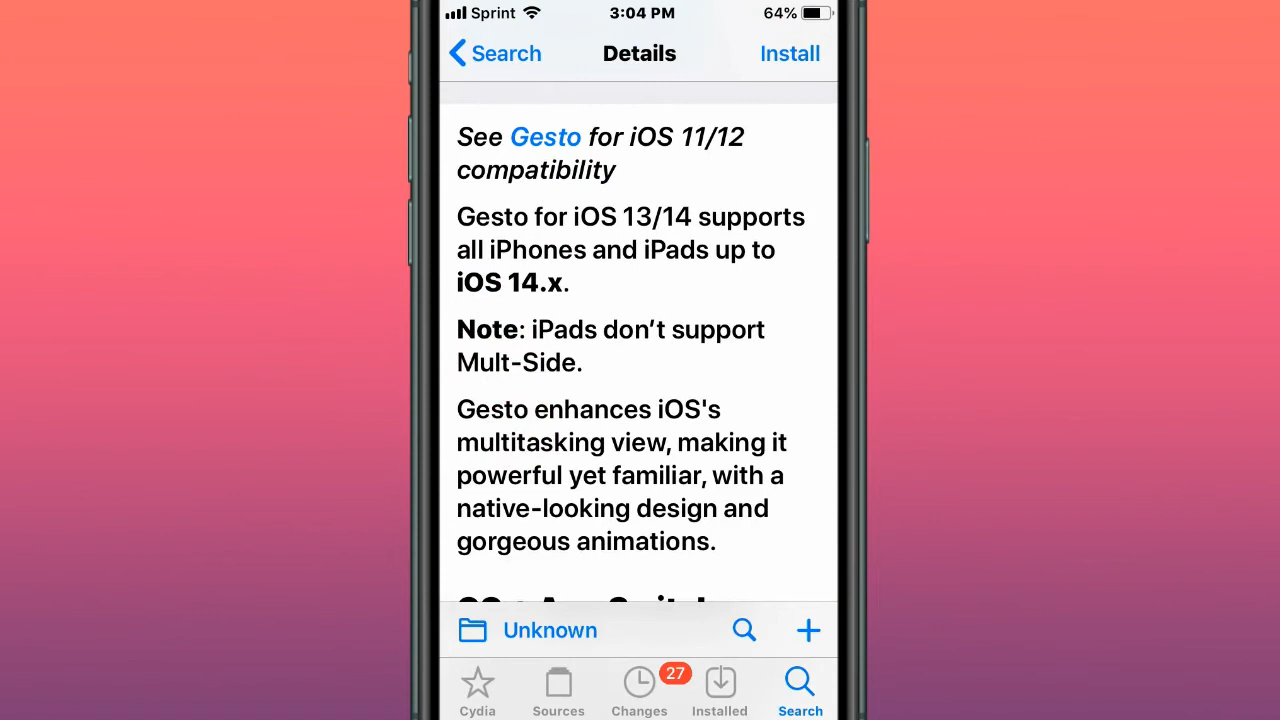 Sprint 3:04 PM 64%
Search Details Install
See Gesto for iOS 11/12
compatibility
Gesto for iOS 13/14 supports
all iPhones and iPads up to
iOS 14.x.
Note: iPads don’t support
Mult-Side.
Gesto enhances iOS's
multitasking view, making it
powerful yet familiar, with a
native-looking design and
gorgeous animations.
Unknown
27
Cydia Sources Changes Installed Search